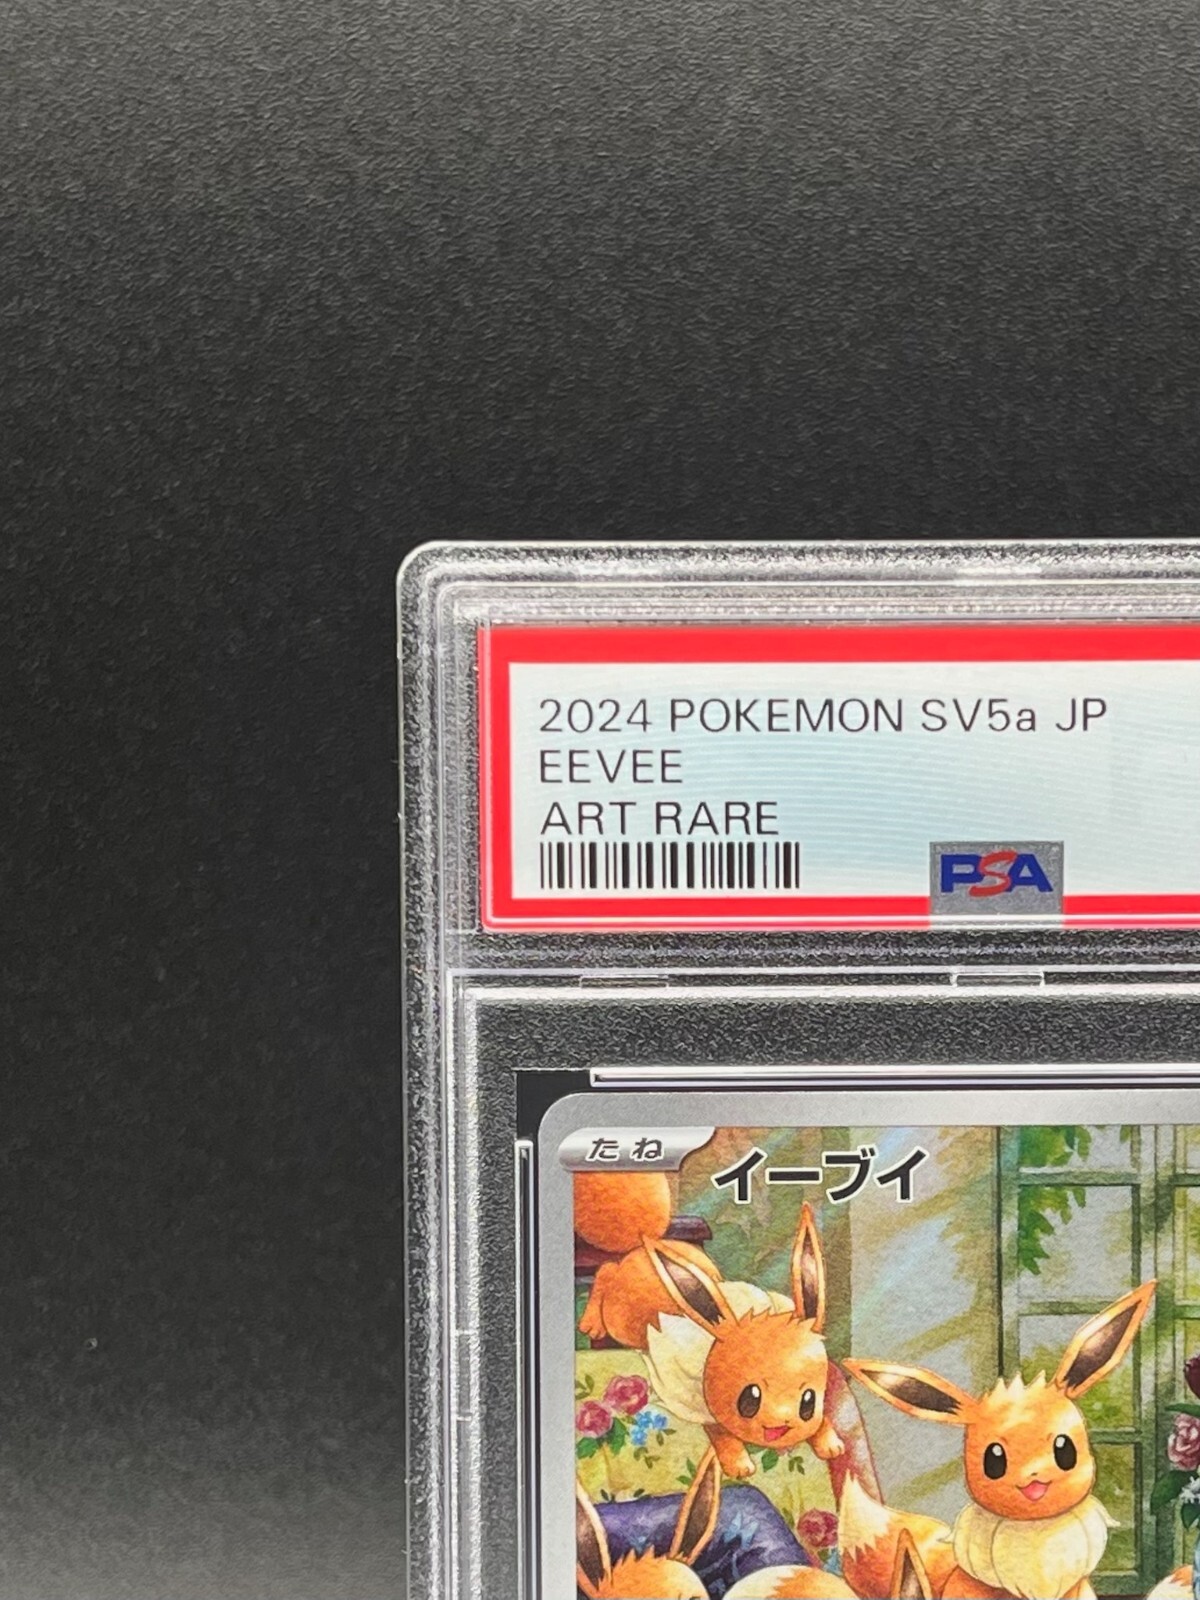 2024 POKEMON SV5a JP
EEVEE
ART RARE
PSA
たね
イーブイ